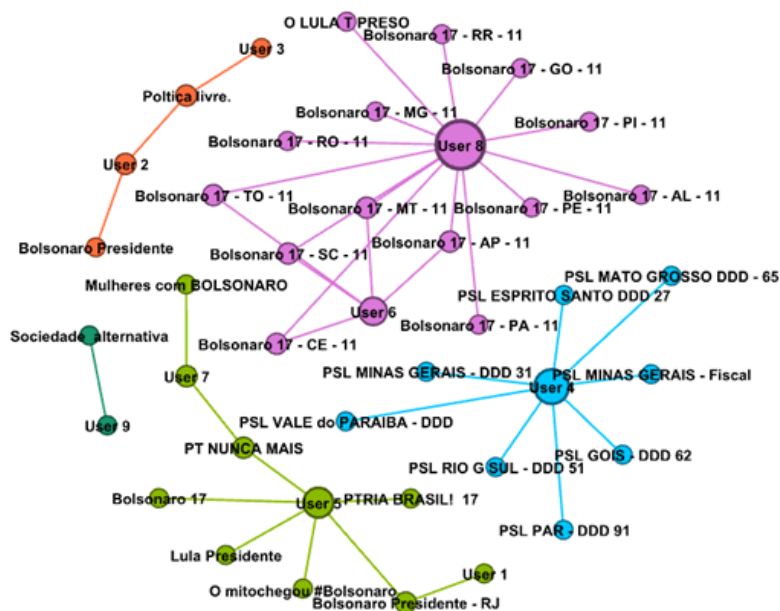 O LULA T PRESO
User 3
Bolsonaro 17 - RR - 11
Bolsonaro 17 - GO - 11
Poltica livre.
Bolsonaro 17 - MG - 11
Bolsonaro 17 - PI - 11
Bolsonaro 17 - RO - 11
User 8
User 2
Bolsonaro 17 - TO - 11
Bolsonaro 17 - MT - 11
Bolsonaro 17 - PE - 11
Bolsonaro 17 - AL - 11
Bolsonaro Presidente
Bolsonaro 17 - SC - 11
Bolsonaro 17 - AP - 11
Mulheres com BOLSONARO
PSL MATO GROSSO DDD - 65
PSL ESPRITO SANTO DDD 27
User 6
Bolsonaro 17 - PA - 11
Sociedade alternativa
Bolsonaro 17 - CE - 11
User 7
PSL MINAS GERAIS - DDD 31
User 4
PSL MINAS GERAIS - Fiscal
PSL VALE do PARAIBA - DDD
User 9
PT NUNCA MAIS
PSL GOIS - DDD 62
PSL RIO G SUL - DDD 51
Bolsonaro 17
User 5
PTRIA BRASIL! 17
PSL PAR - DDD 91
Lula Presidente
User 1
O mitochegou #Bolsonaro
Bolsonaro Presidente - RJ